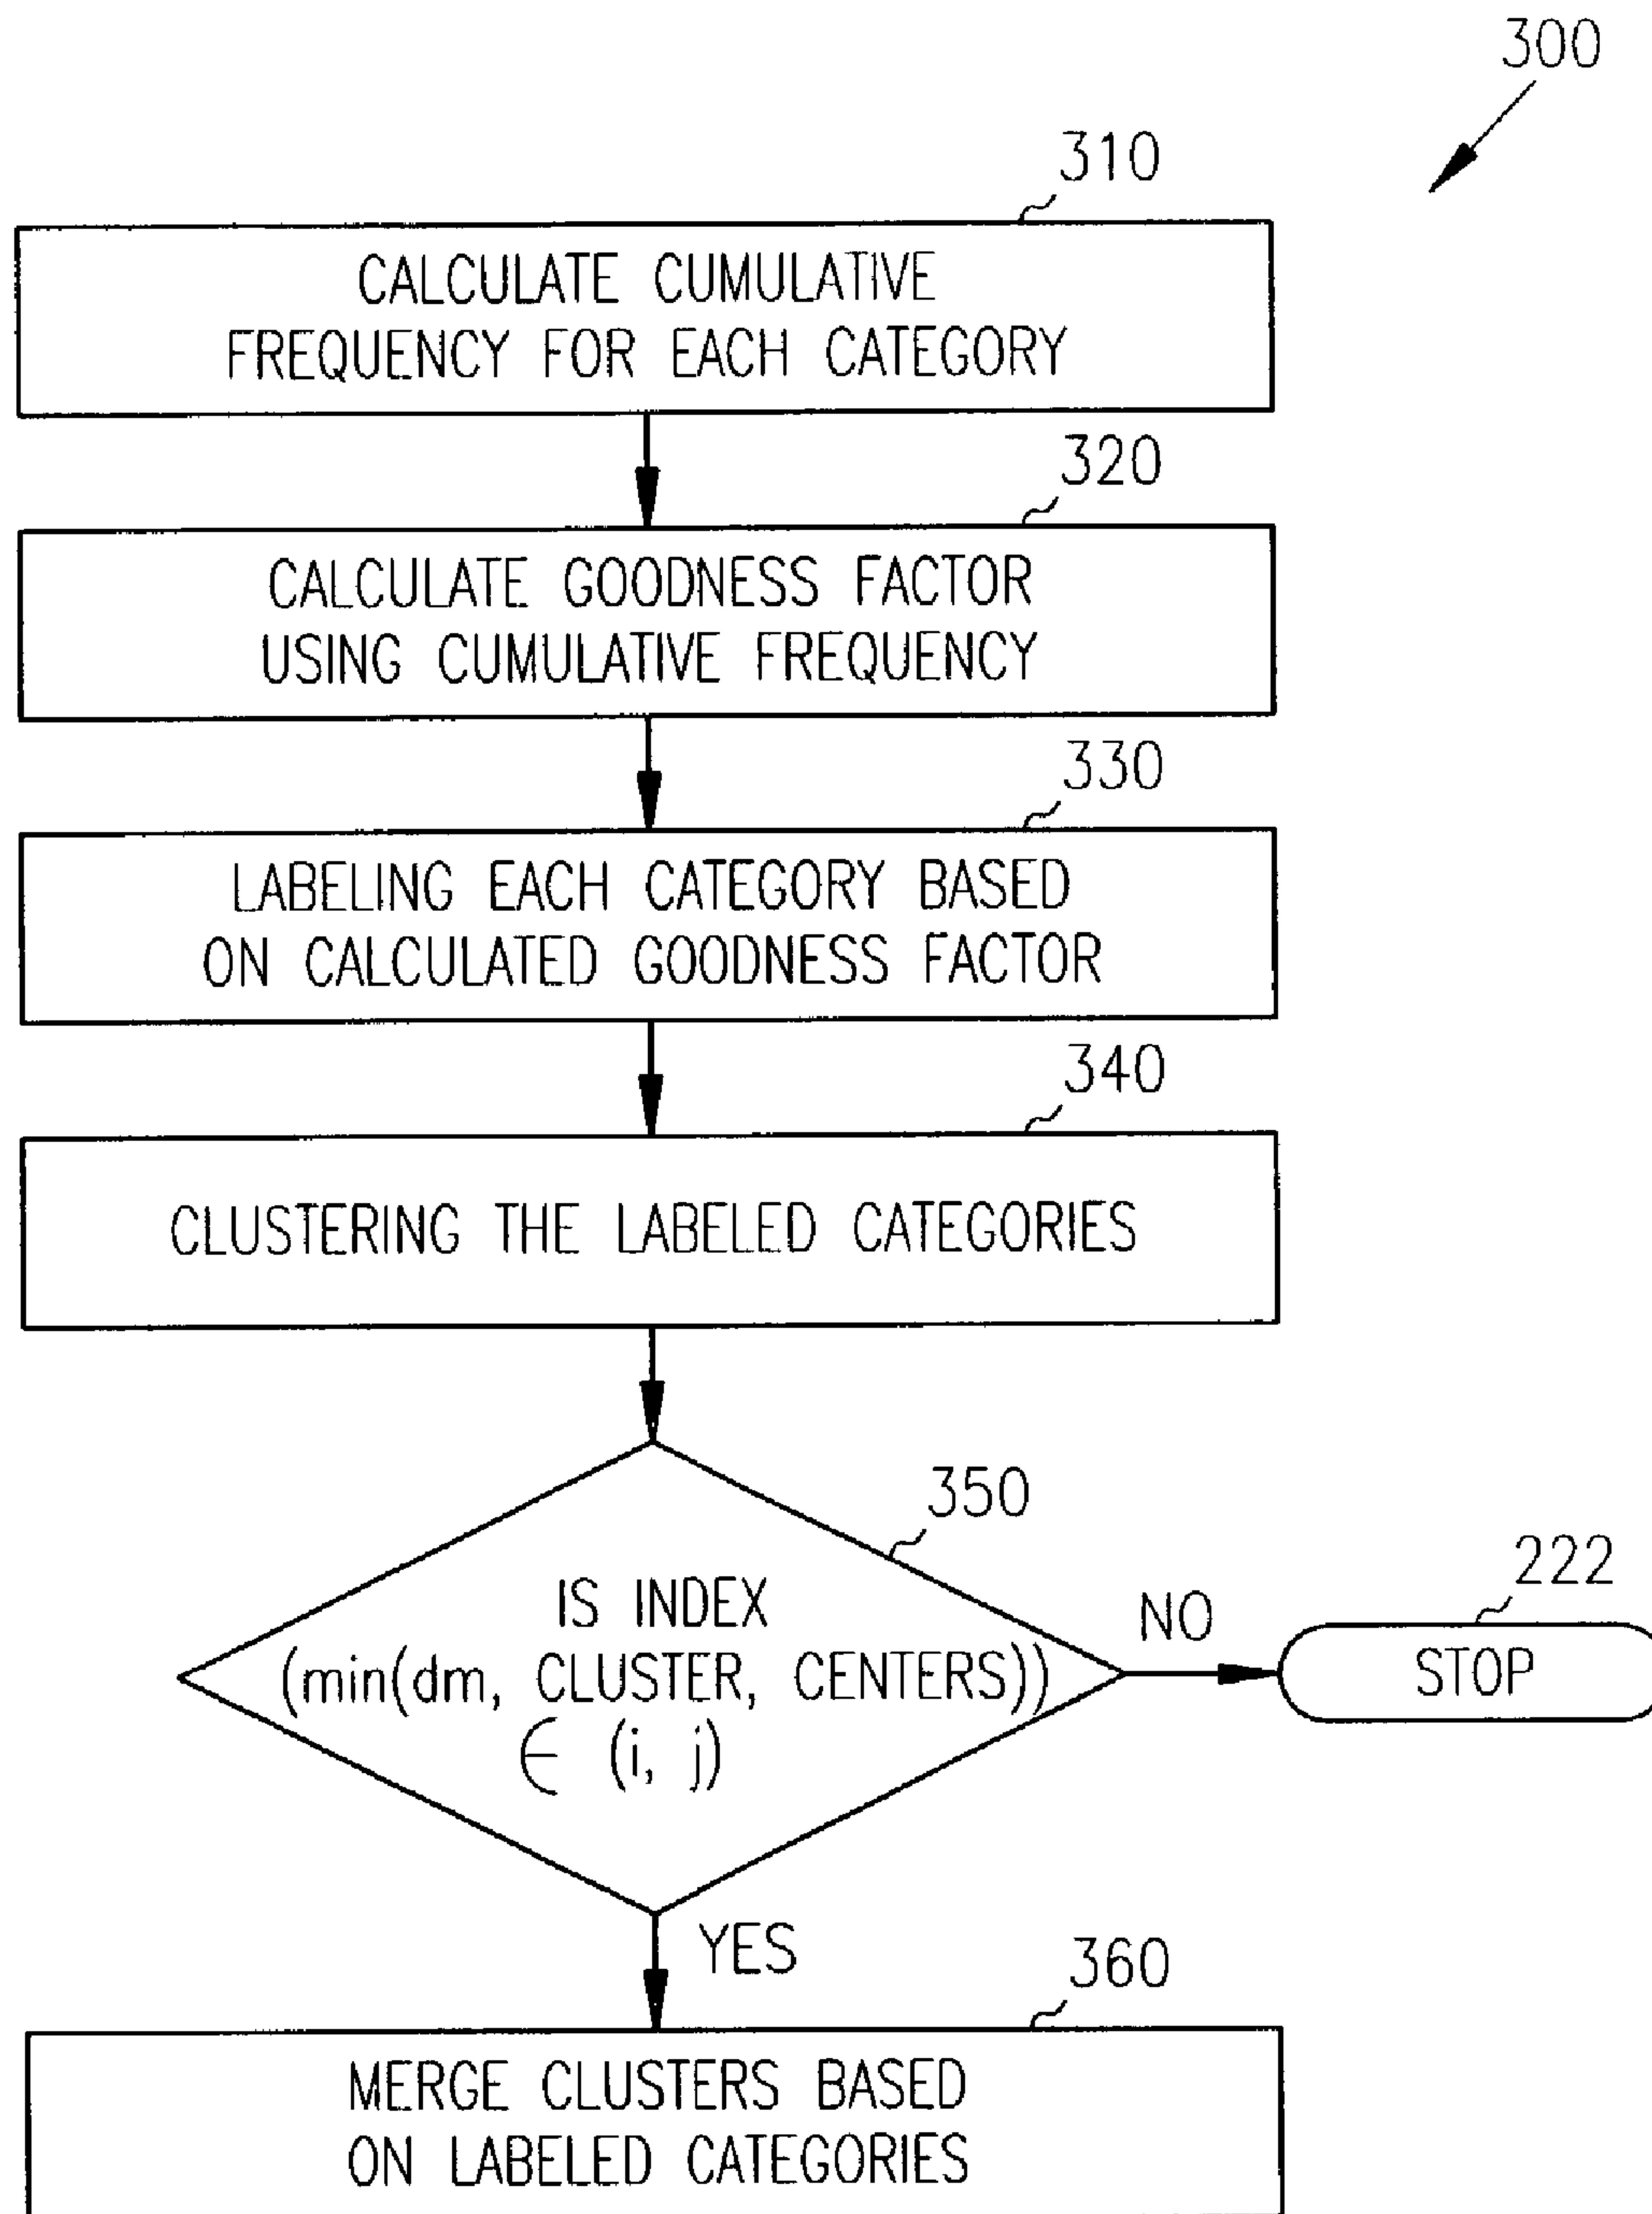 300
310
CALCULATE CUMULATIVE
FREQUENCY FOR EACH CATEGORY
320
CALCULATE GOODNESS FACTOR
USING CUMULATIVE FREQUENCY
330
LABELING EACH CATEGORY BASED
ON CALCULATED GOODNESS FACTOR
340
CLUSTERING THE LABELED CATEGORIES
350
IS INDEX
(min(dm, CLUSTER, CENTERS))
∈ (i, j)
NO
222
STOP
YES
360
MERGE CLUSTERS BASED
ON LABELED CATEGORIES